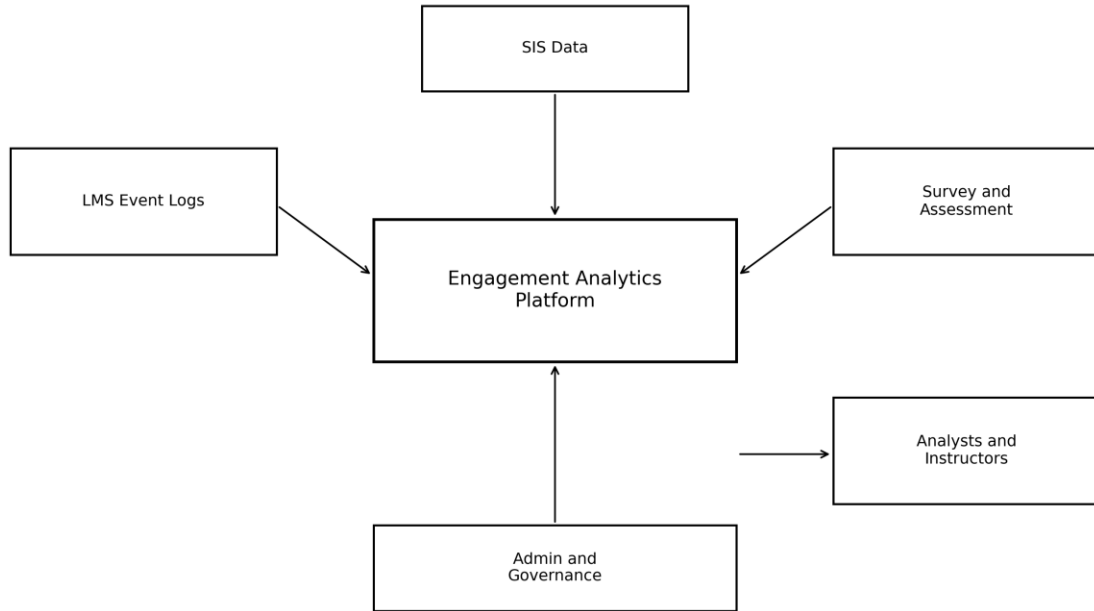 SIS Data
LMS Event Logs
Survey and
Assessment
Engagement Analytics
Platform
Analysts and
Instructors
Admin and
Governance